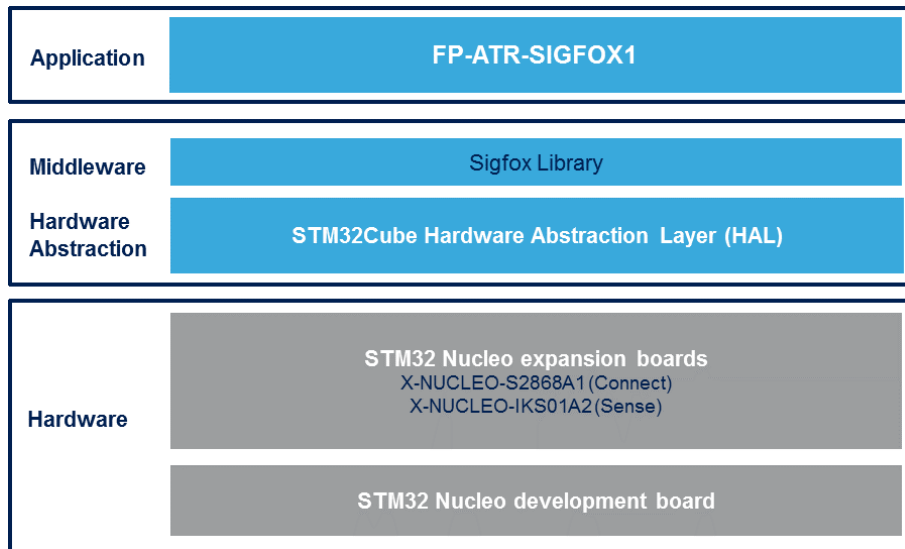 Application
FP-ATR-SIGFOX1
Middleware
Sigfox Library
Hardware
Abstraction
STM32Cube Hardware Abstraction Layer (HAL)
Hardware
STM32 Nucleo expansion boards
X-NUCLEO-S2868A1(Connect)
X-NUCLEO-IKS01A2(Sense)
STM32 Nucleo development board